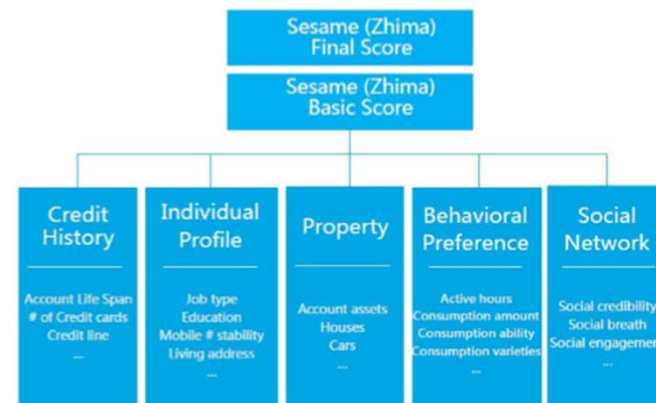 Sesame (Zhima)
Final Score
Sesame (Zhima)
Basic Score
Credit
History
Account Life Span
# of Credit cards
Credit line
...
Individual
Profile
Job type
Education
Mobile # stability
Living address
...
Property
Account assets
Houses
Cars
...
Behavioral
Preference
Active hours
Consumption amount
Consumption ability
Consumption varieties
...
Social
Network
Social credibility
Social breath
Social engagemen
...